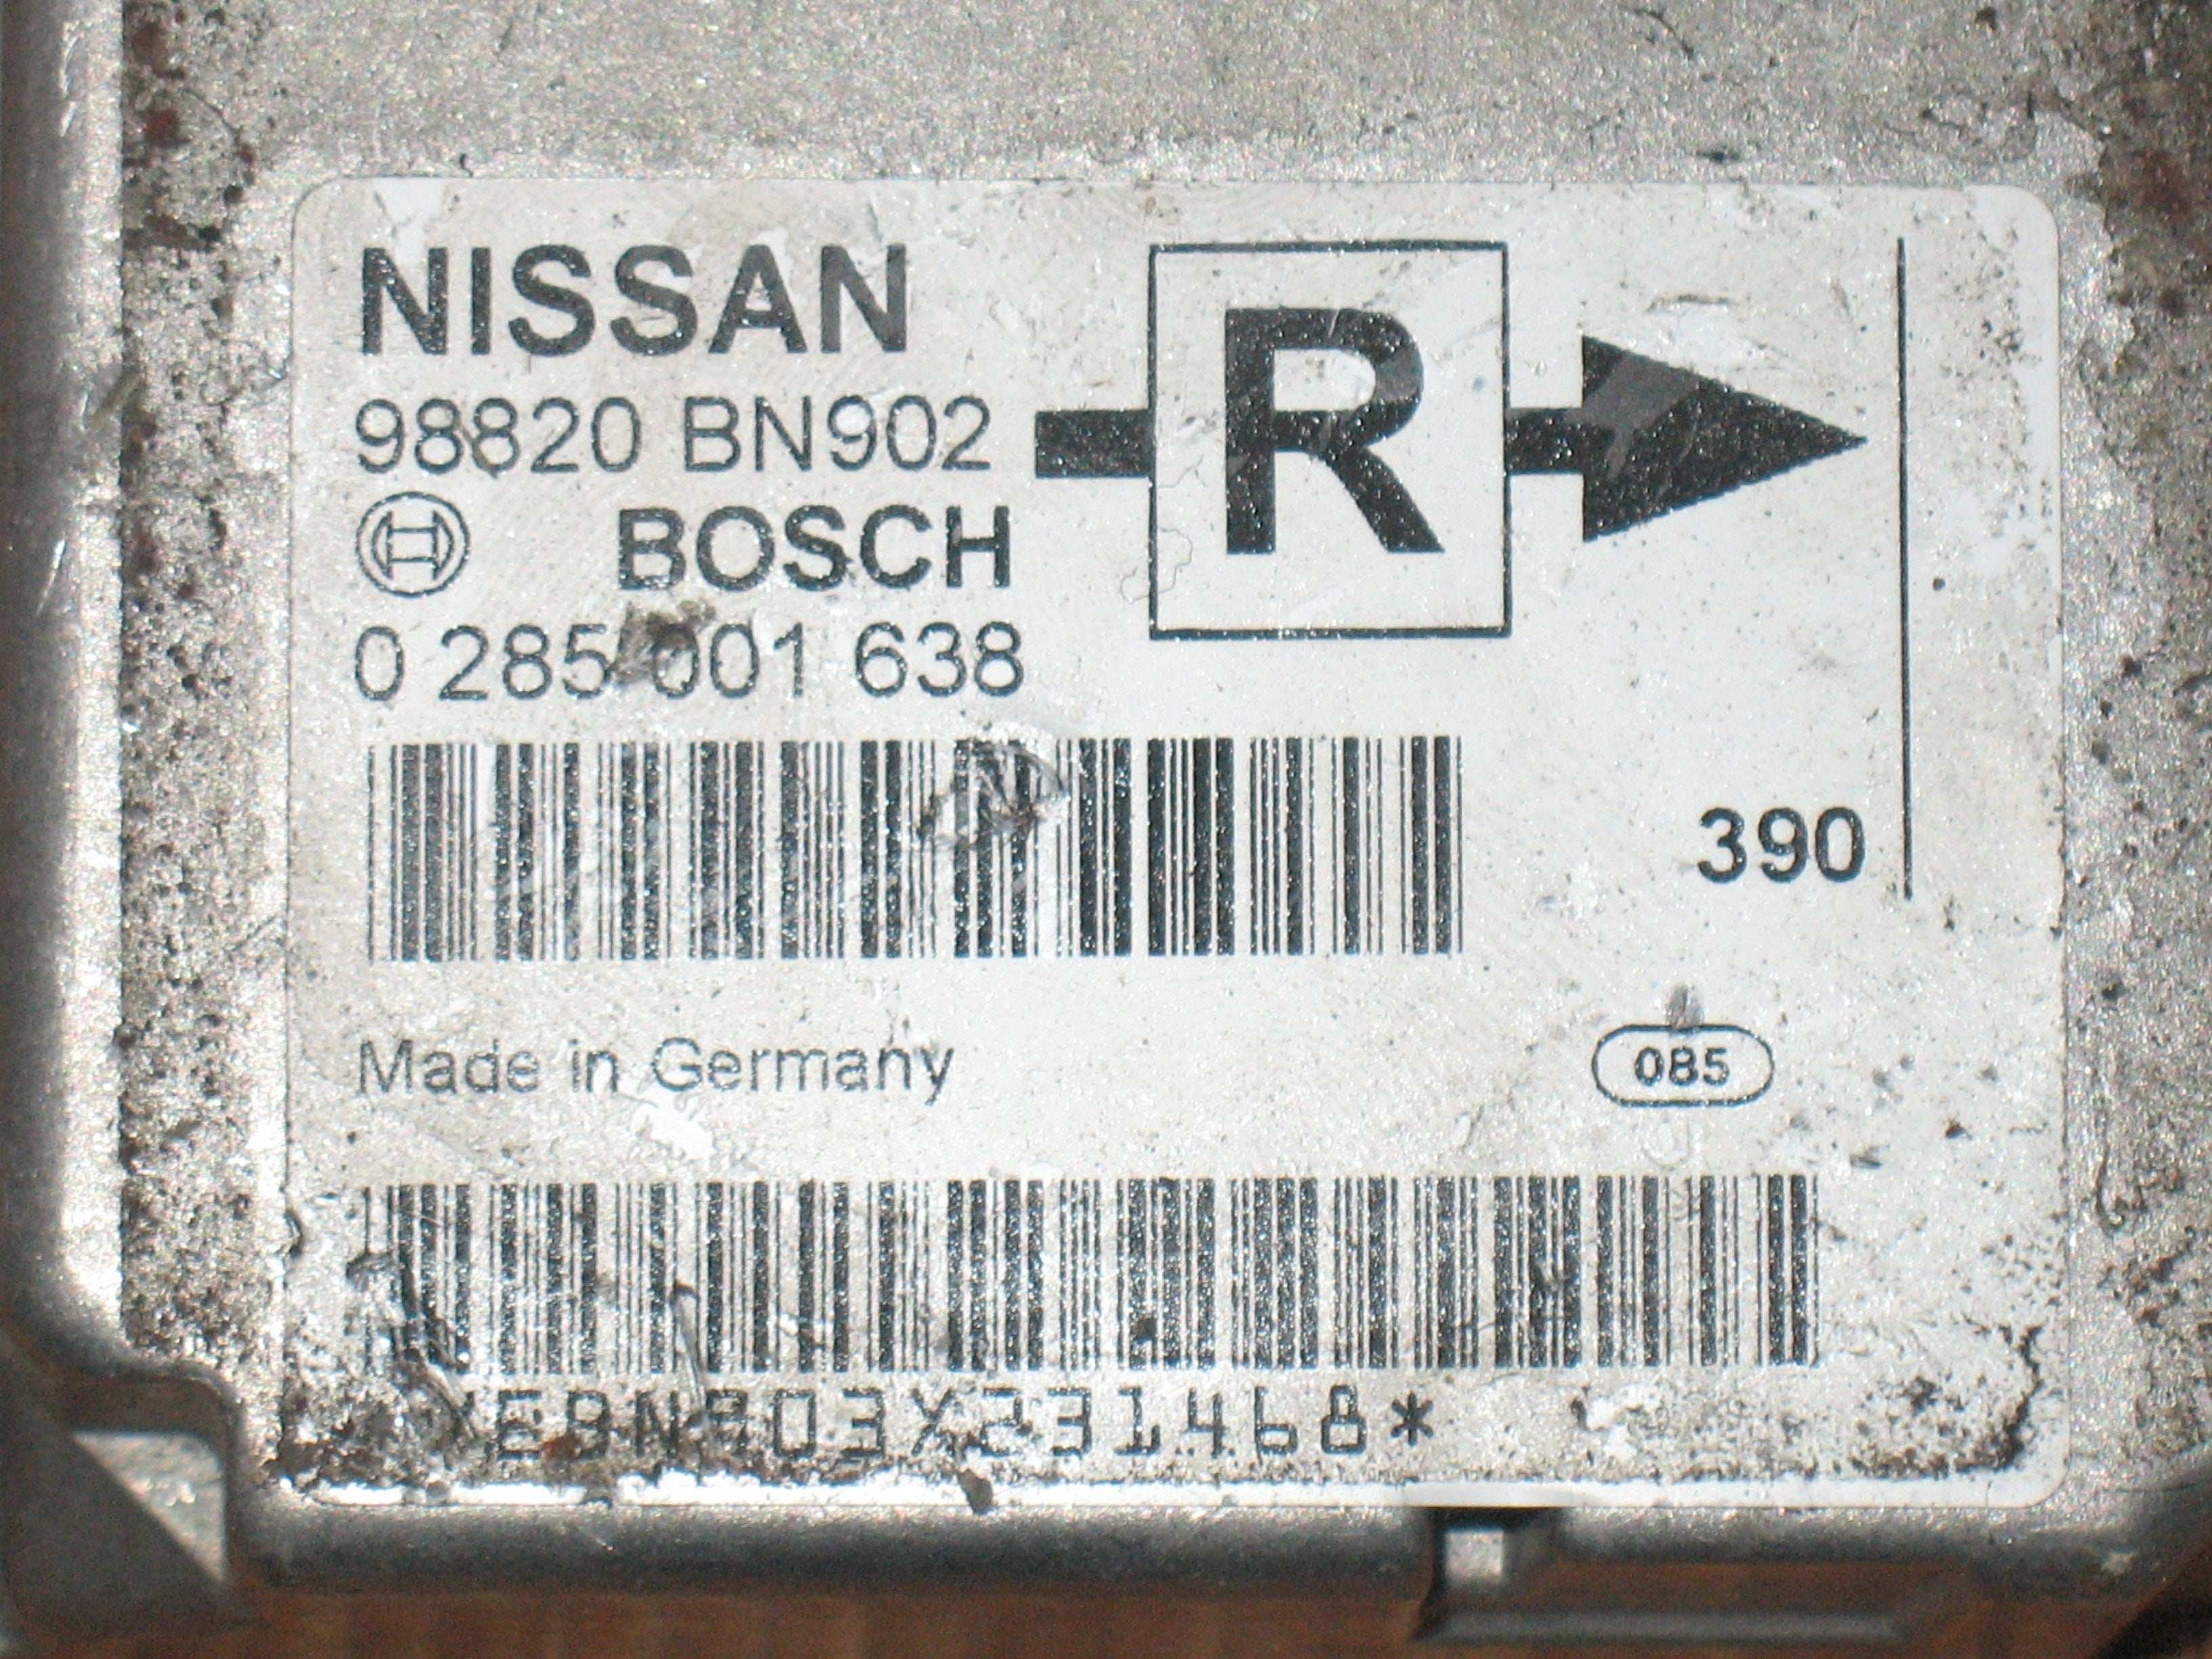 NISSAN
98820 BN902
BOSCH
0 285 001 638
R
390
Made in Germany
085